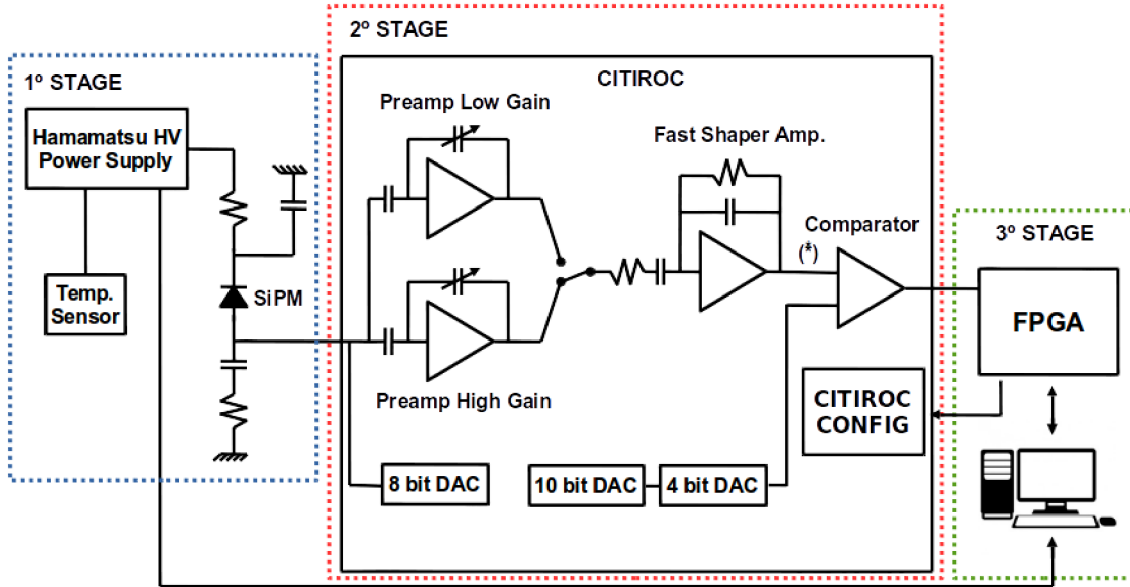 2º STAGE
1º STAGE
CITIROC
Preamp Low Gain
Hamamatsu HV
Power Supply
Fast Shaper Amp.
Comparator
(*)
3º STAGE
Temp.
Sensor
SiPM
FPGA
Preamp High Gain
CITIROC
CONFIG
8 bit DAC
10 bit DAC
4 bit DAC